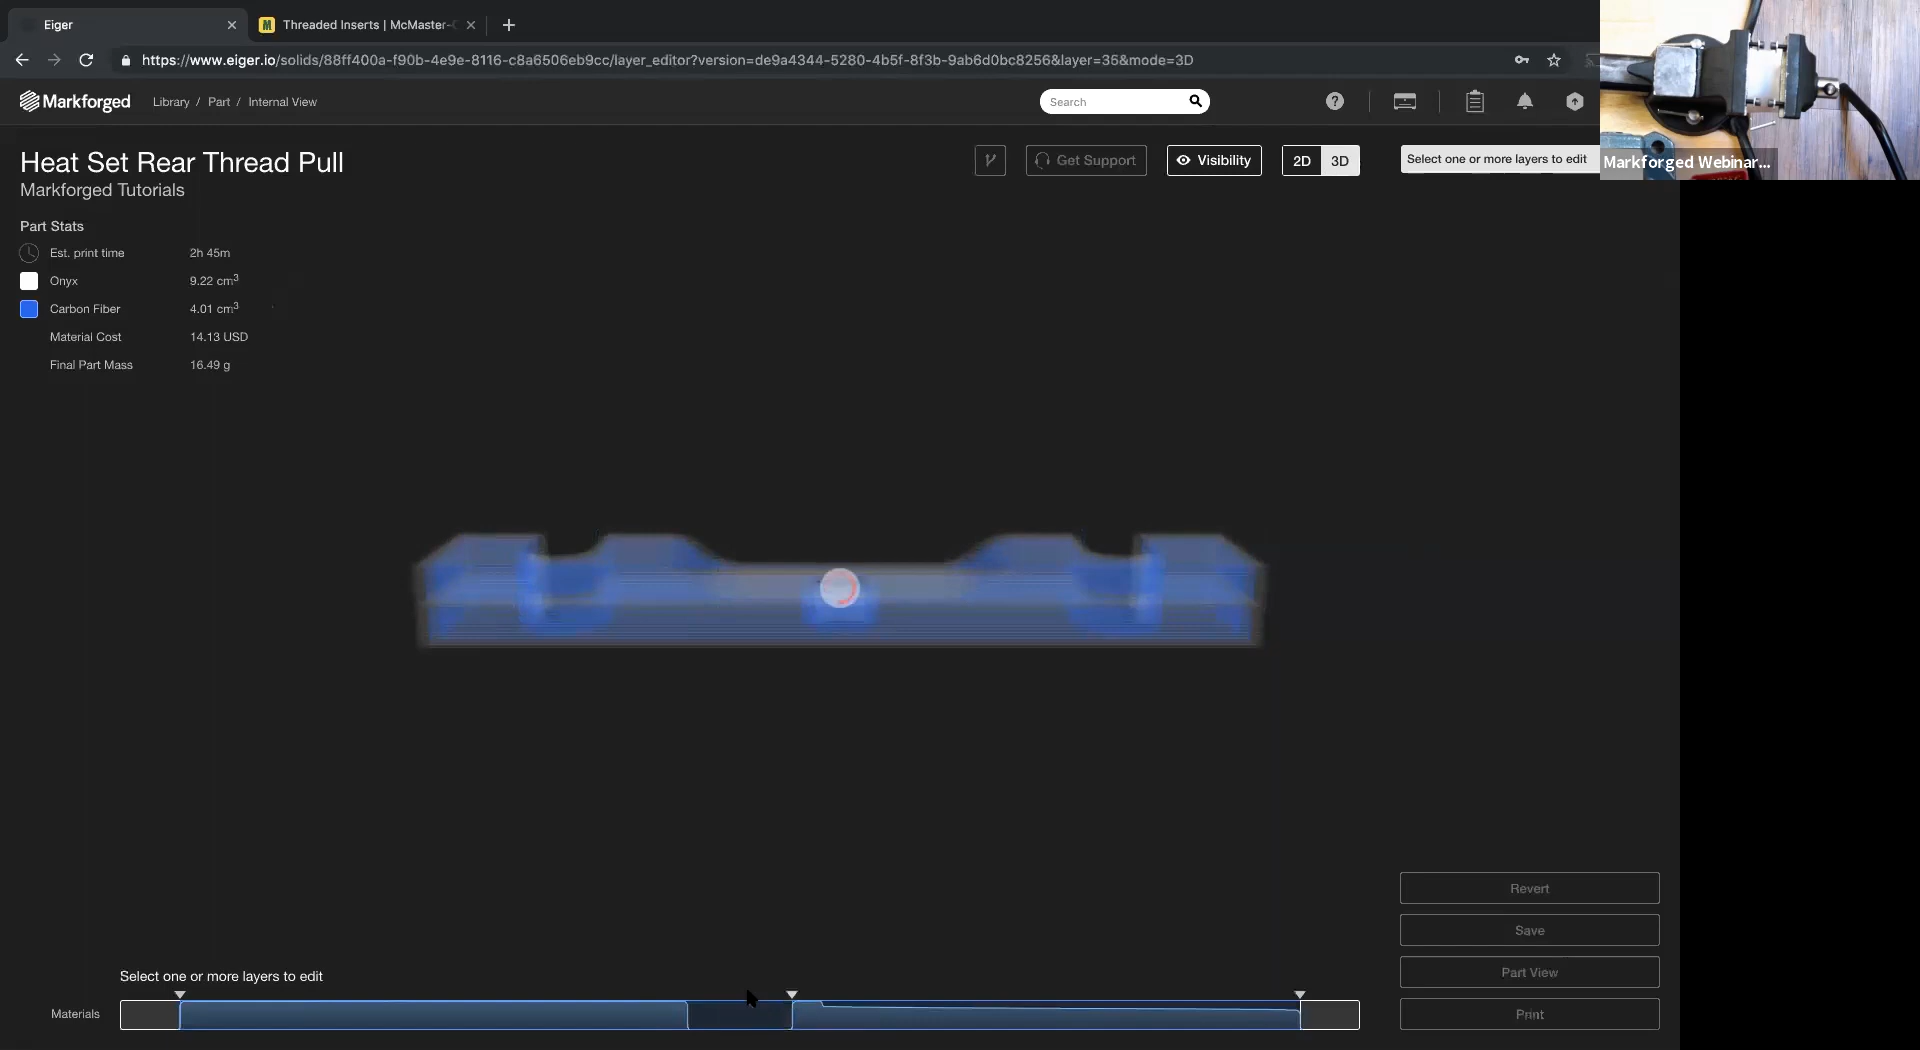 Eiger
Threaded Inserts | McMaster-C
https://www.eiger.io/solids/88ff400a-f90b-4e9e-8116-c8a6506eb9cc/layer_editor?version=de9a4344-5280-4b5f-8f3b-9ab6d0bc8256&layer=36&mode=3D
Markforged
Library / Part / Internal View
Search
Heat Set Rear Thread Pull
Get Support
Visibility
2D
3D
Select one or more layers to edit
Markforged Webinar...
Markforged Tutorials
Part Stats
Est. print time 2h 45m
Onyx 9.22 cm³
Carbon Fiber 4.01 cm³
Material Cost 14.13 USD
Final Part Mass 16.49 g
Revert
Save
Part View
Print
Select one or more layers to edit
Materials